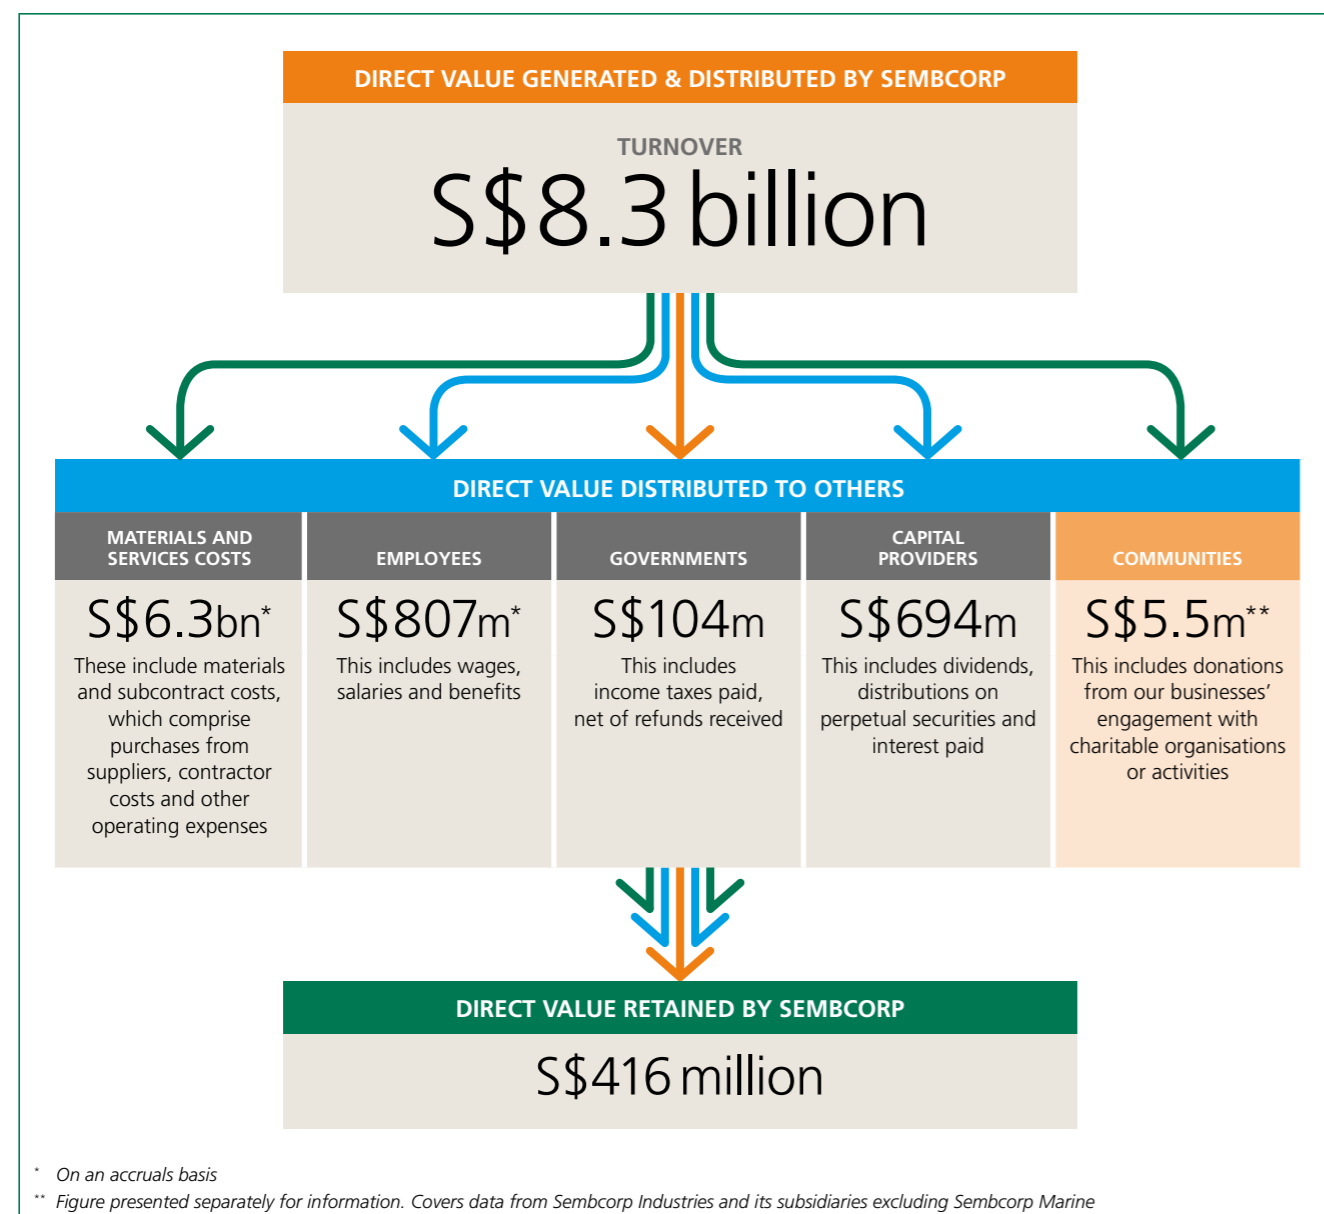 DIRECT VALUE GENERATED & DISTRIBUTED BY SEMBCORP
TURNOVER
S$8.3 billion
DIRECT VALUE DISTRIBUTED TO OTHERS
MATERIALS AND
SERVICES COSTS
S$6.3bn*
These include materials
and subcontract costs,
which comprise
purchases from
suppliers, contractor
costs and other
operating expenses
EMPLOYEES
S$807m*
This includes wages,
salaries and benefits
GOVERNMENTS
S$104m
This includes
income taxes paid,
net of refunds received
CAPITAL
PROVIDERS
S$694m
This includes dividends,
distributions on
perpetual securities and
interest paid
COMMUNITIES
S$5.5m**
This includes donations
from our businesses’
engagement with
charitable organisations
or activities
DIRECT VALUE RETAINED BY SEMBCORP
S$416 million
* On an accruals basis
** Figure presented separately for information. Covers data from Sembcorp Industries and its subsidiaries excluding Sembcorp Marine